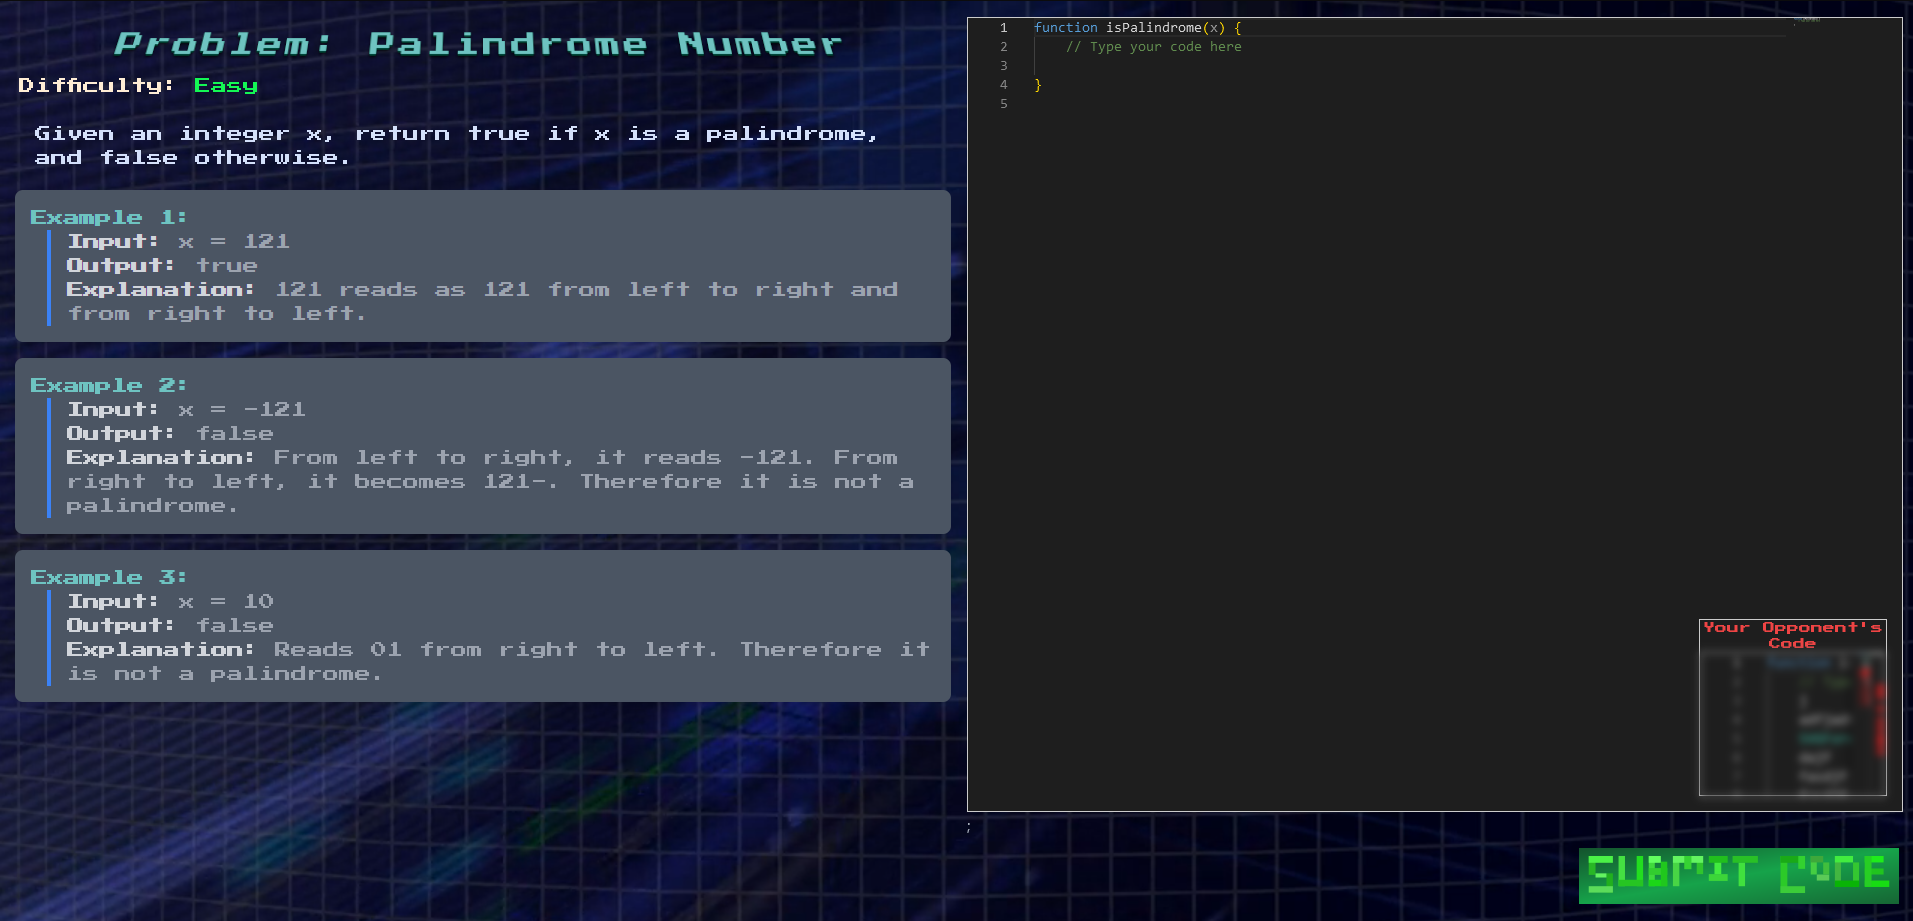 Problem: Palindrome Number
Difficulty: Easy
Given an integer x, return true if x is a palindrome,
and false otherwise.
Example 1:
Input: x = 121
Output: true
Explanation: 121 reads as 121 from left to right and
from right to left.
Example 2:
Input: x = -121
Output: false
Explanation: From left to right, it reads -121. From
right to left, it becomes 121-. Therefore it is not a
palindrome.
Example 3:
Input: x = 10
Output: false
Explanation: Reads 01 from right to left. Therefore it
is not a palindrome.
1 function isPalindrome(x) {
2 // Type your code here
3
4 }
5
Your Opponent's
Code
;
SUBMIT CODE